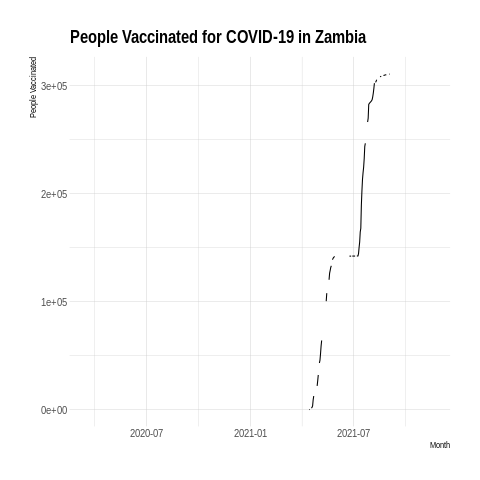 People Vaccinated for COVID-19 in Zambia
People Vaccinated
3e+05
2e+05
1e+05
0e+00
2020-07 2021-01 2021-07
Month